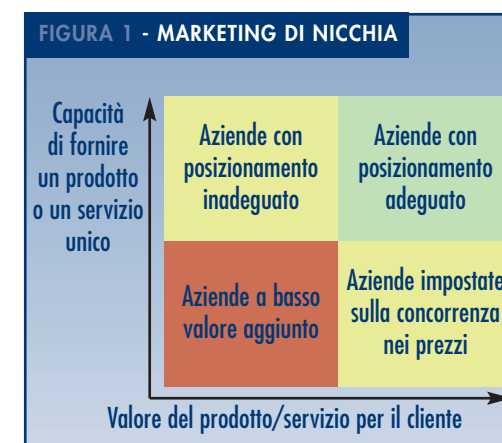 FIGURA 1 - MARKETING DI NICCHIA
Capacità
di fornire
un prodotto
o un servizio
unico
Aziende con
posizionamento
inadeguato
Aziende con
posizionamento
adeguato
Aziende a basso
valore aggiunto
Aziende impostate
sulla concorrenza
nei prezzi
Valore del prodotto/servizio per il cliente